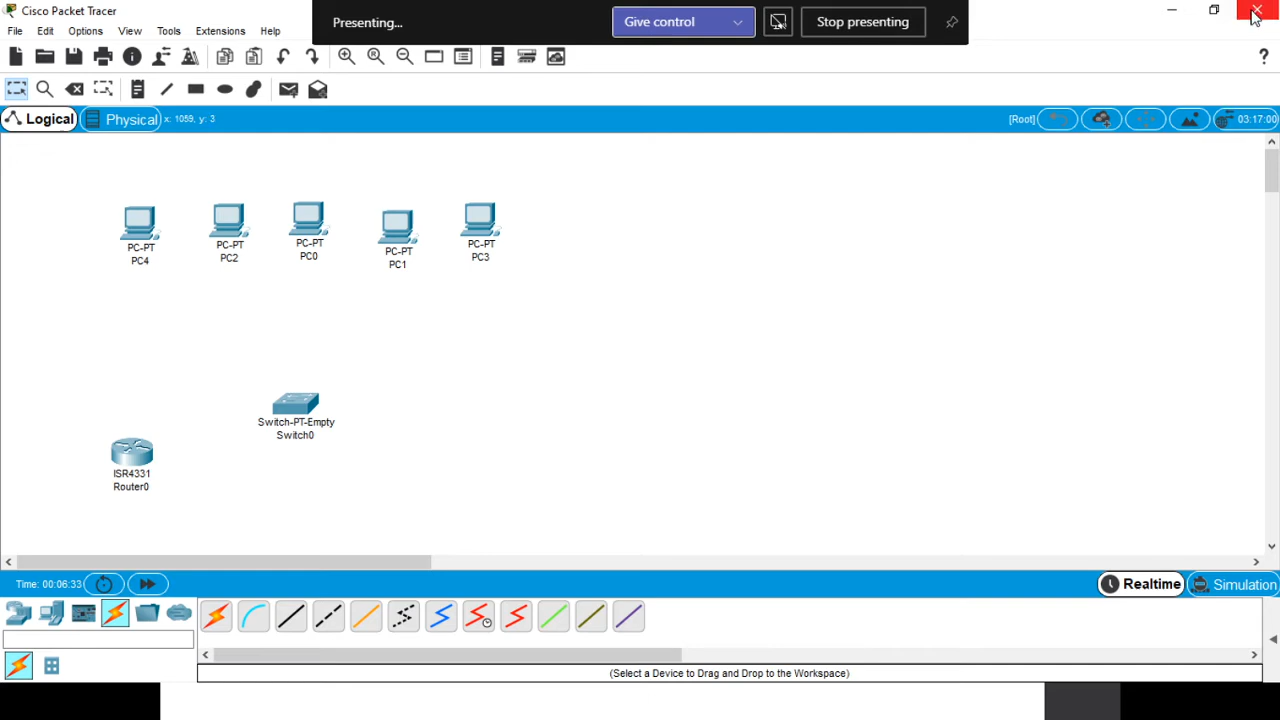 Cisco Packet Tracer
Presenting...
Give control
Stop presenting
File Edit Options View Tools Extensions Help
Logical
Physical
x: 1059, y: 3
[Root]
03:17:00
PC-PT
PC4
PC-PT
PC2
PC-PT
PC0
PC-PT
PC1
PC-PT
PC3
Switch-PT-Empty
Switch0
ISR4331
Router0
Time: 00:06:33
Realtime
Simulation
(Select a Device to Drag and Drop to the Workspace)